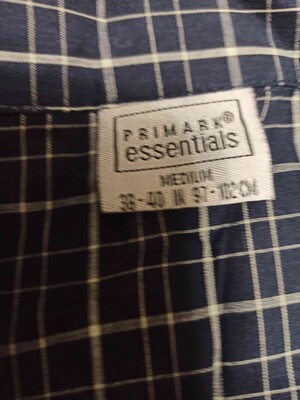 PRIMARK®
essentials
MEDIUM
38-40 IN 97-102CM